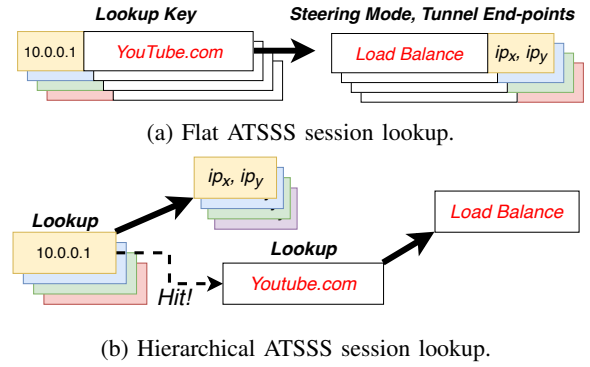 Lookup Key
Steering Mode, Tunnel End-points
10.0.0.1
YouTube.com
Load Balance
ipx, ipy
(a) Flat ATSSS session lookup.
ipx, ipy
Lookup
10.0.0.1
Hit!
Lookup
Youtube.com
Load Balance
(b) Hierarchical ATSSS session lookup.